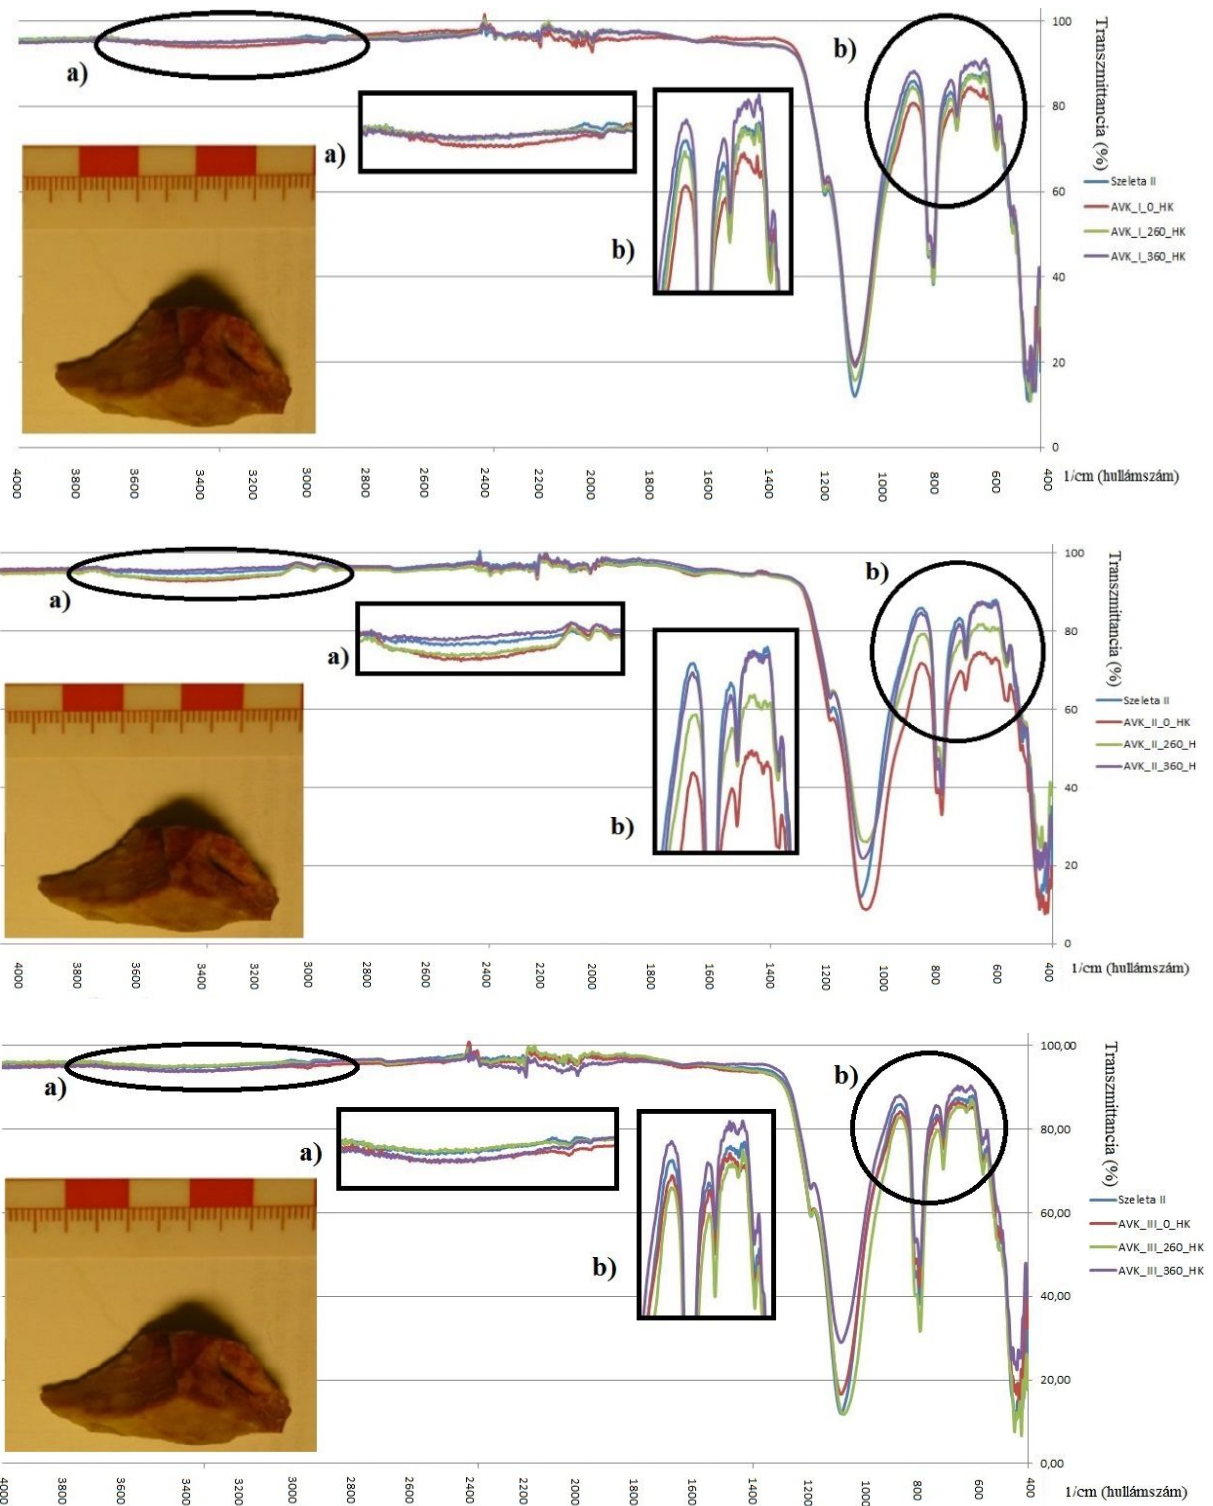 100
Transzmittancia (%)
b)
a)
80
a)
Szeleta II
60
AVK_I_0_HK
AVK_I_260_HK
b)
AVK_I_360_HK
40
20
0
4000
3800
3600
3400
3200
3000
2800
2600
2400
2200
2000
1800
1600
1400
1200
1000
800
600
400
1/cm (hullámszám)
100
Transzmittancia (%)
b)
a)
80
a)
60
Szeleta II
AVK_II_0_HK
AVK_II_260_H
AVK_II_360_H
40
b)
20
0
4000
3800
3600
3400
3200
3000
2800
2600
2400
2200
2000
1800
1600
1400
1200
1000
800
600
400
1/cm (hullámszám)
100,00
Transzmittancia (%)
b)
a)
80,00
a)
60,00
Szeleta II
AVK_III_0_HK
AVK_III_260_HK
b)
AVK_III_360_HK
40,00
20,00
0,00
4000
3800
3600
3400
3200
3000
2800
2600
2400
2200
2000
1800
1600
1400
1200
1000
800
600
400
1/cm (hullámszám)